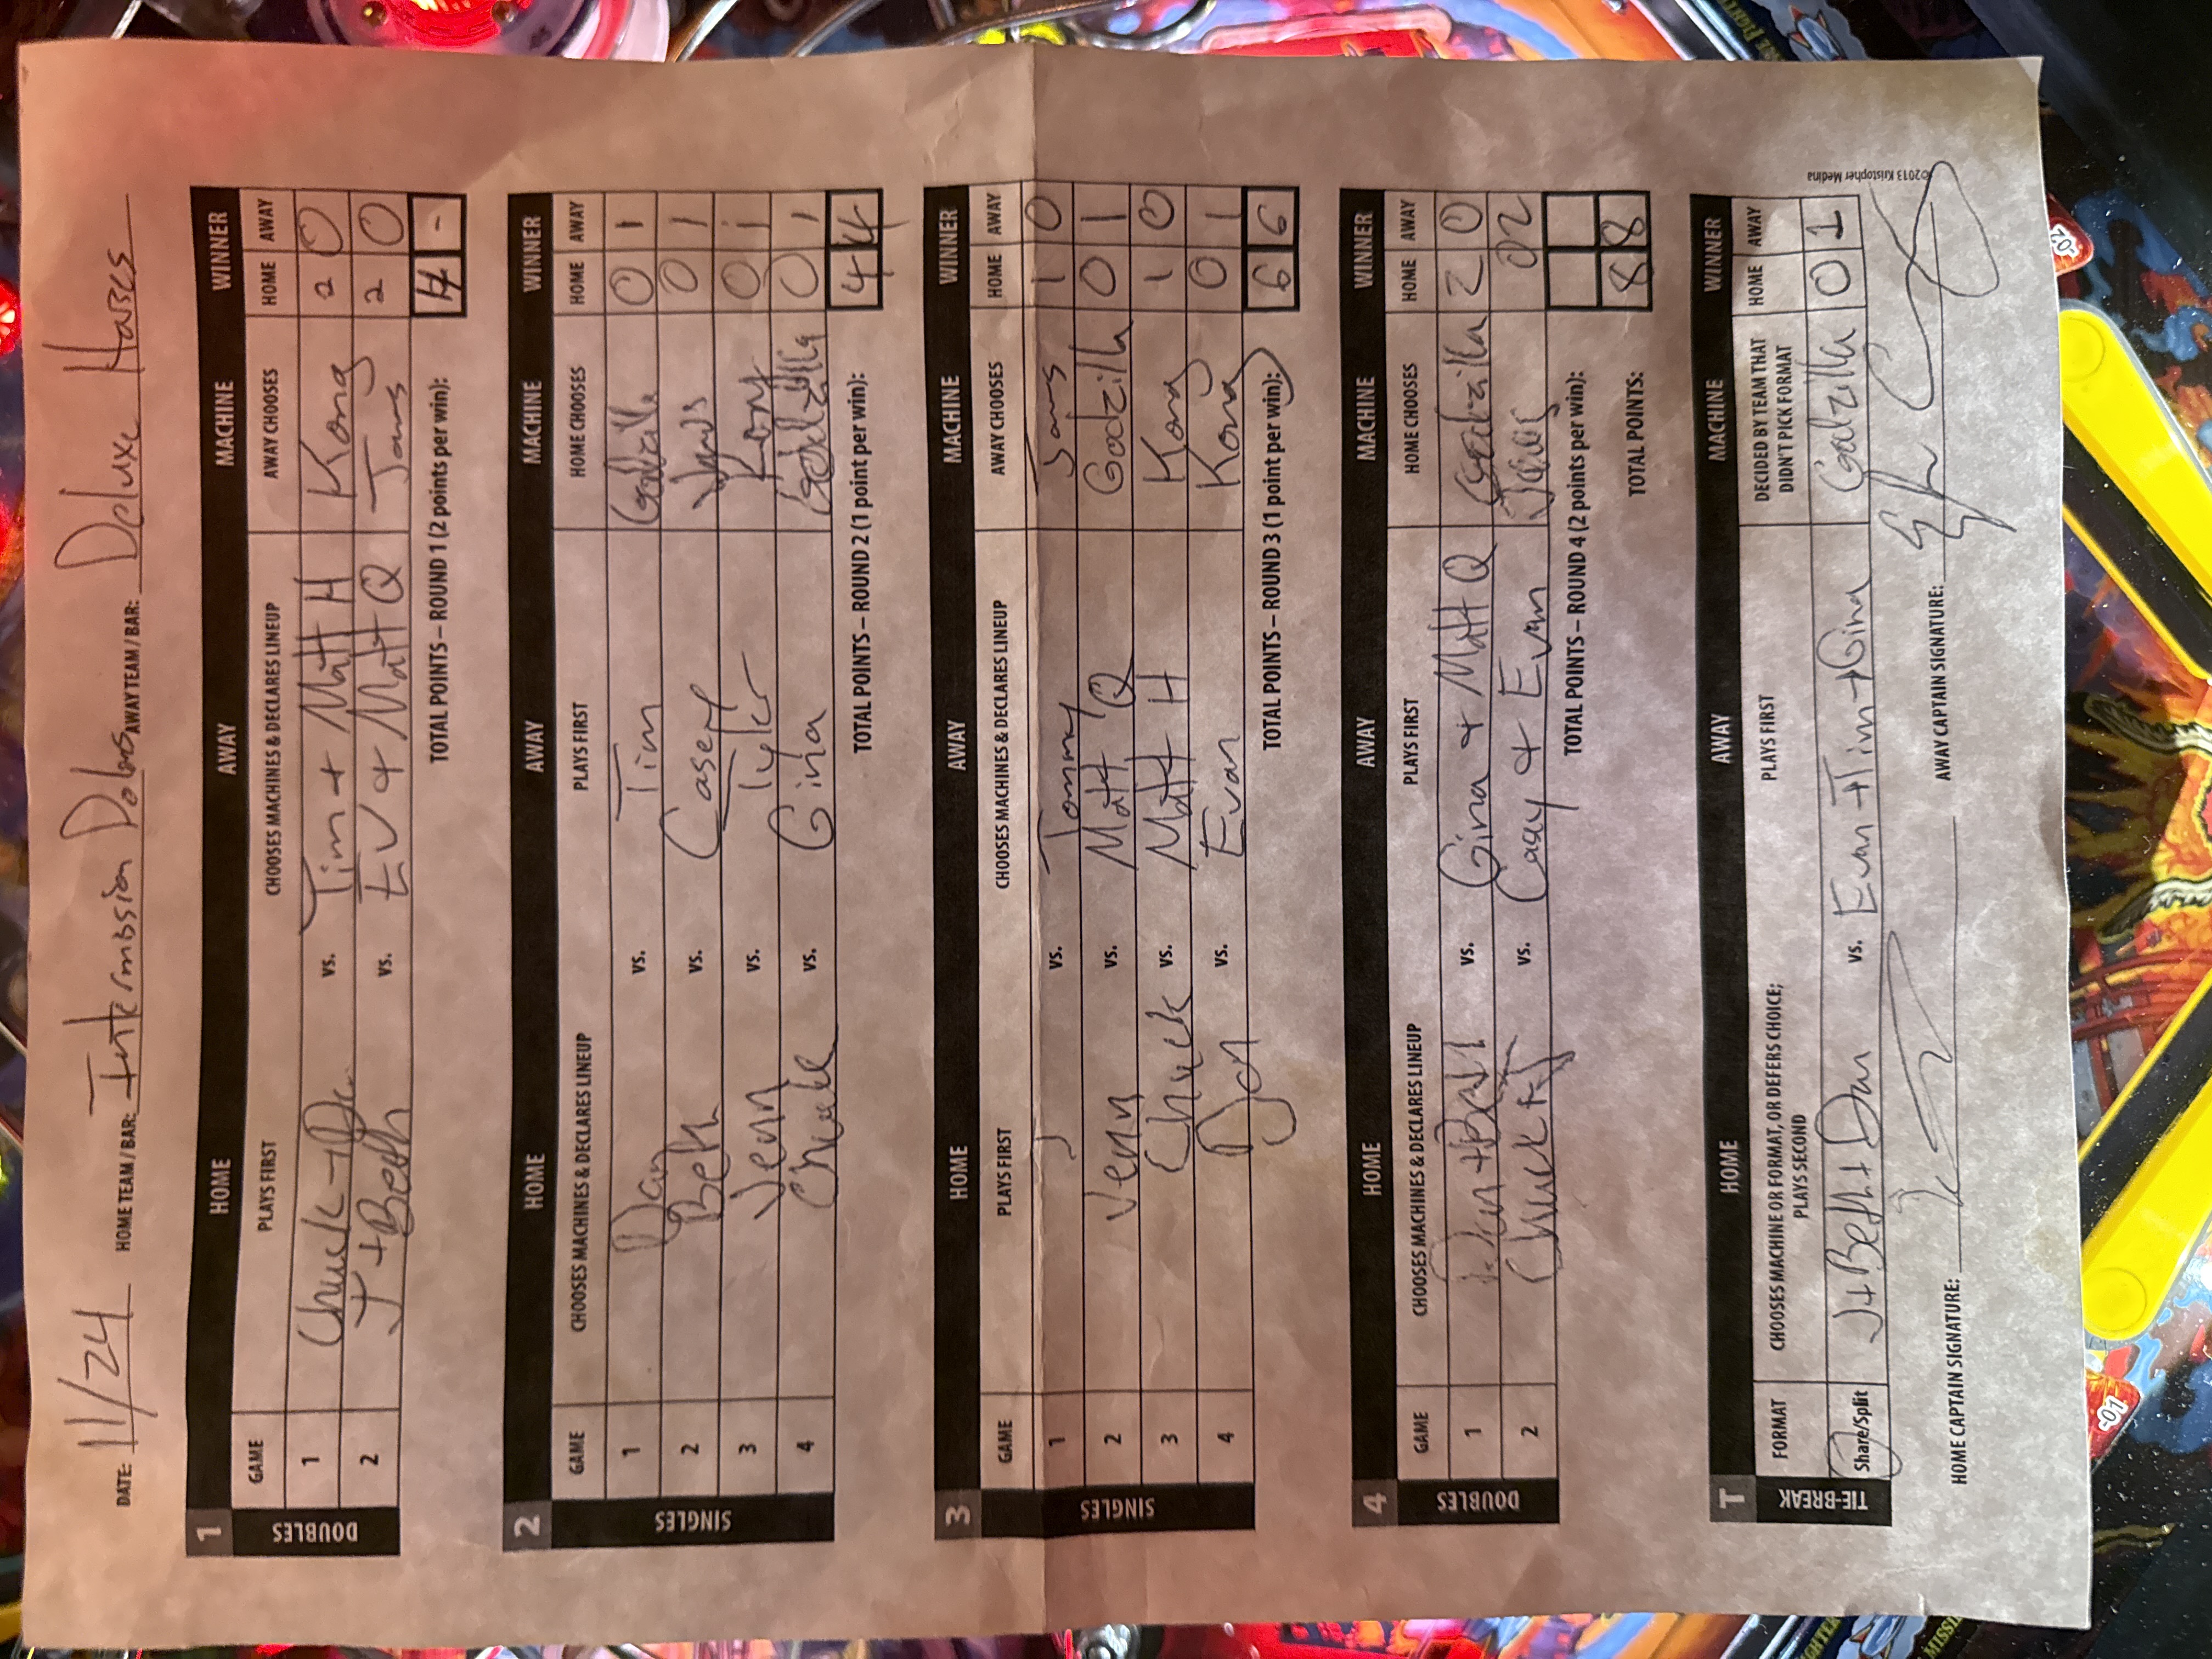 DATE: 11/24 HOME TEAM / BAR: Intermission AWAY TEAM / BAR: Deluxe
1 HOME AWAY MACHINE WINNER
GAME PLAYS FIRST CHOOSES MACHINES & DECLARES LINEUP AWAY CHOOSES HOME AWAY
DOUBLES
1 Chuck + vs. Tim + Matt H Kong 2 0
2 J + Beth vs. EV + Matt Q Jaws 2 0
TOTAL POINTS – ROUND 1 (2 points per win): 4 -
2 HOME AWAY MACHINE WINNER
GAME CHOOSES MACHINES & DECLARES LINEUP PLAYS FIRST HOME CHOOSES HOME AWAY
SINGLES
1 Dan vs. Tim Godzilla 0 1
2 Beth vs. Casey Jaws 0 1
3 Jenn vs. Tyler Kong 0 1
4 Chuck vs. Gina Godzilla 0 1
TOTAL POINTS – ROUND 2 (1 point per win): 4 4
3 HOME AWAY MACHINE WINNER
GAME PLAYS FIRST CHOOSES MACHINES & DECLARES LINEUP AWAY CHOOSES HOME AWAY
SINGLES
1 J vs. Tommy Jaws 1 0
2 Jenn vs. Matt Q Godzilla 0 1
3 Chuck vs. Matt H Kong 1 0
4 Dan vs. Evan Kong 0 1
TOTAL POINTS – ROUND 3 (1 point per win): 6 6
4 HOME AWAY MACHINE WINNER
GAME CHOOSES MACHINES & DECLARES LINEUP PLAYS FIRST HOME CHOOSES HOME AWAY
DOUBLES
1 vs. Gina + Matt Q Godzilla 2 0
2 Chuck + J vs. Casey + Evan Jaws 0 2
TOTAL POINTS – ROUND 4 (2 points per win):
TOTAL POINTS: 8 8
T HOME AWAY MACHINE WINNER
FORMAT CHOOSES MACHINE OR FORMAT, OR DEFERS CHOICE; PLAYS SECOND PLAYS FIRST DECIDED BY TEAM THAT DIDN'T PICK FORMAT HOME AWAY
TIE-BREAK
Share/Split J + Beth + Dan vs. Evan + Tim + Gina Godzilla 0 1
©2013 Kristopher Medina
HOME CAPTAIN SIGNATURE: AWAY CAPTAIN SIGNATURE: